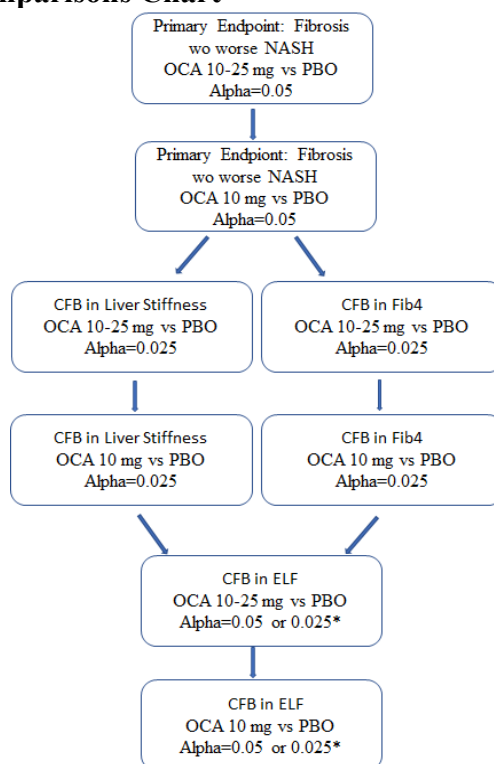 mparisons Chart
Primary Endpoint: Fibrosis
wo worse NASH
OCA 10-25 mg vs PBO
Alpha=0.05
Primary Endpiont: Fibrosis
wo worse NASH
OCA 10 mg vs PBO
Alpha=0.05
CFB in Liver Stiffness
OCA 10-25 mg vs PBO
Alpha=0.025
CFB in Fib4
OCA 10-25 mg vs PBO
Alpha=0.025
CFB in Liver Stiffness
OCA 10 mg vs PBO
Alpha=0.025
CFB in Fib4
OCA 10 mg vs PBO
Alpha=0.025
CFB in ELF
OCA 10-25 mg vs PBO
Alpha=0.05 or 0.025*
CFB in ELF
OCA 10 mg vs PBO
Alpha=0.05 or 0.025*